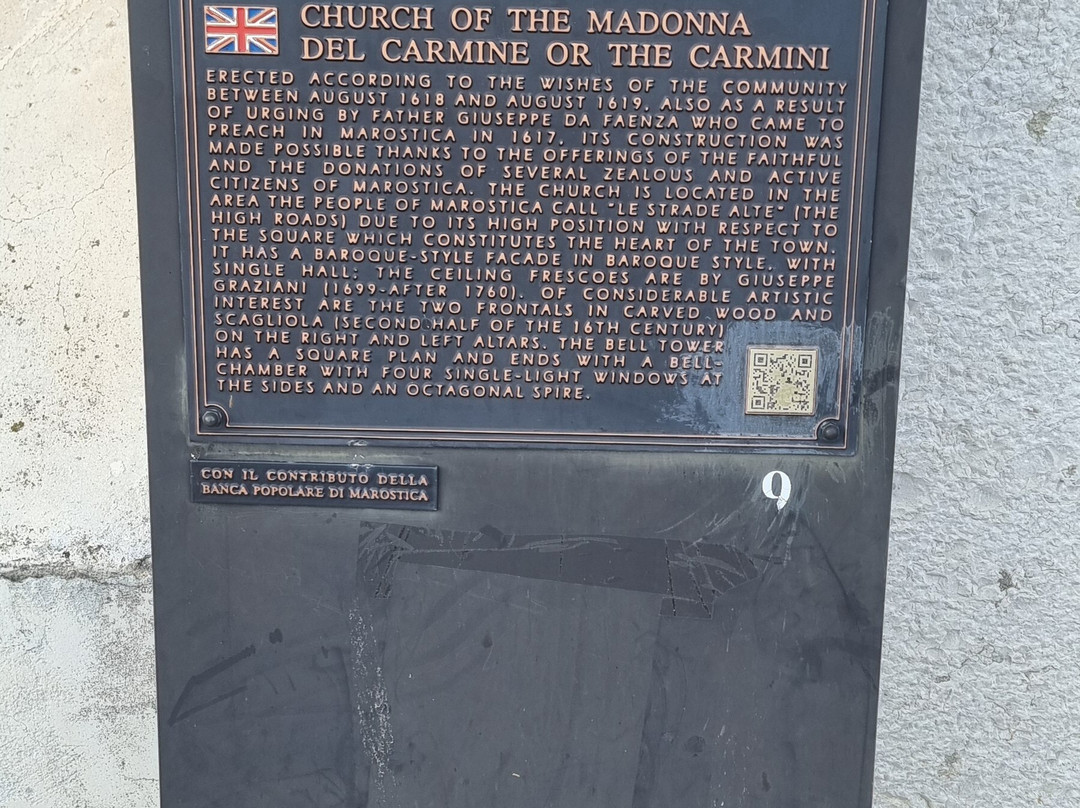 CHURCH OF THE MADONNA
DEL CARMINE OR THE CARMINI
ERECTED ACCORDING TO THE WISHES OF THE COMMUNITY
BETWEEN AUGUST 1618 AND AUGUST 1619, ALSO AS A RESULT
OF URGING BY FATHER GIUSEPPE DA FAENZA WHO CAME TO
PREACH IN MAROSTICA IN 1617, ITS CONSTRUCTION WAS
MADE POSSIBLE THANKS TO THE OFFERINGS OF THE FAITHFUL
AND THE DONATIONS OF SEVERAL ZEALOUS AND ACTIVE
CITIZENS OF MAROSTICA. THE CHURCH IS LOCATED IN THE
AREA THE PEOPLE OF MAROSTICA CALL "LE STRADE ALTE" (THE
HIGH ROADS) DUE TO ITS HIGH POSITION WITH RESPECT TO
THE SQUARE WHICH CONSTITUTES THE HEART OF THE TOWN.
IT HAS A BAROQUE-STYLE FACADE IN BAROQUE STYLE, WITH
SINGLE HALL; THE CEILING FRESCOES ARE BY GIUSEPPE
GRAZIANI (1699-AFTER 1760). OF CONSIDERABLE ARTISTIC
INTEREST ARE THE TWO FRONTALS IN CARVED WOOD AND
SCAGLIOLA (SECOND HALF OF THE 16TH CENTURY)
ON THE RIGHT AND LEFT ALTARS. THE BELL TOWER
HAS A SQUARE PLAN AND ENDS WITH A BELL-
CHAMBER WITH FOUR SINGLE-LIGHT WINDOWS AT
THE SIDES AND AN OCTAGONAL SPIRE.
CON IL CONTRIBUTO DELLA
BANCA POPOLARE DI MAROSTICA
9